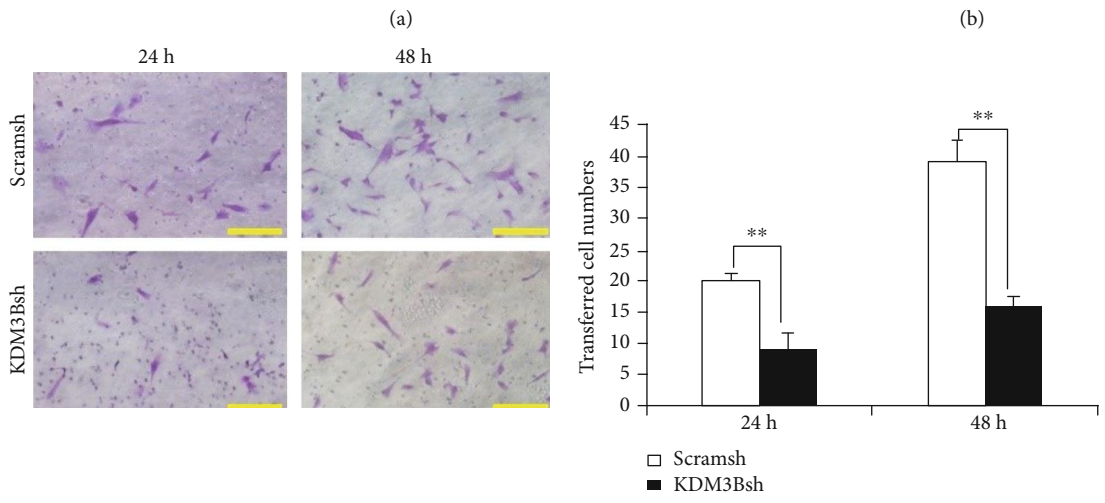 (a)
(b)
24 h
48 h
Scramsh
KDM3Bsh
Transferred cell numbers
45
40
35
30
25
20
15
10
5
0
**
**
24 h
48 h
Scramsh
KDM3Bsh